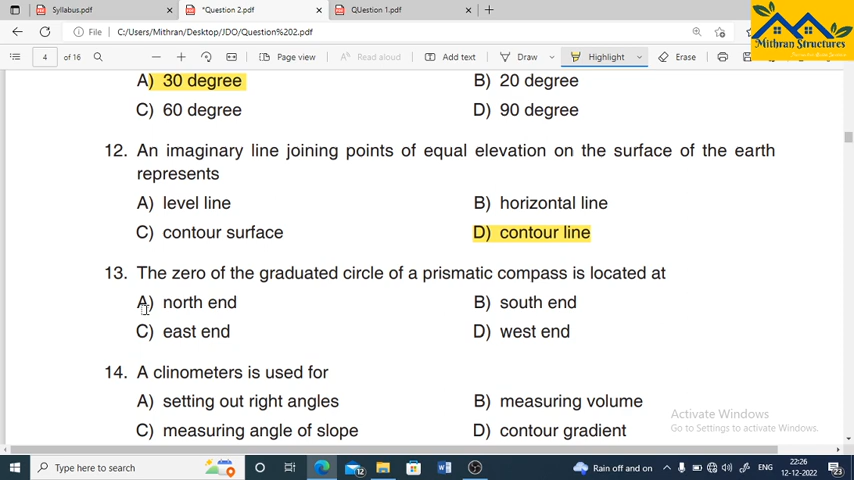 Syllabus.pdf
*Question 2.pdf
QUestion 1.pdf
File
C:/Users/Mithran/Desktop/JDO/Question%202.pdf
Mithran Structures
4 of 16
Page view
Read aloud
Add text
Draw
Highlight
Erase
A) 30 degree B) 20 degree
C) 60 degree D) 90 degree
12. An imaginary line joining points of equal elevation on the surface of the earth
represents
A) level line B) horizontal line
C) contour surface D) contour line
13. The zero of the graduated circle of a prismatic compass is located at
A) north end B) south end
C) east end D) west end
14. A clinometers is used for
A) setting out right angles B) measuring volume
C) measuring angle of slope D) contour gradient
Activate Windows
Go to Settings to activate Windows.
Type here to search
12
Rain off and on
ENG
22:26
12-12-2022
23